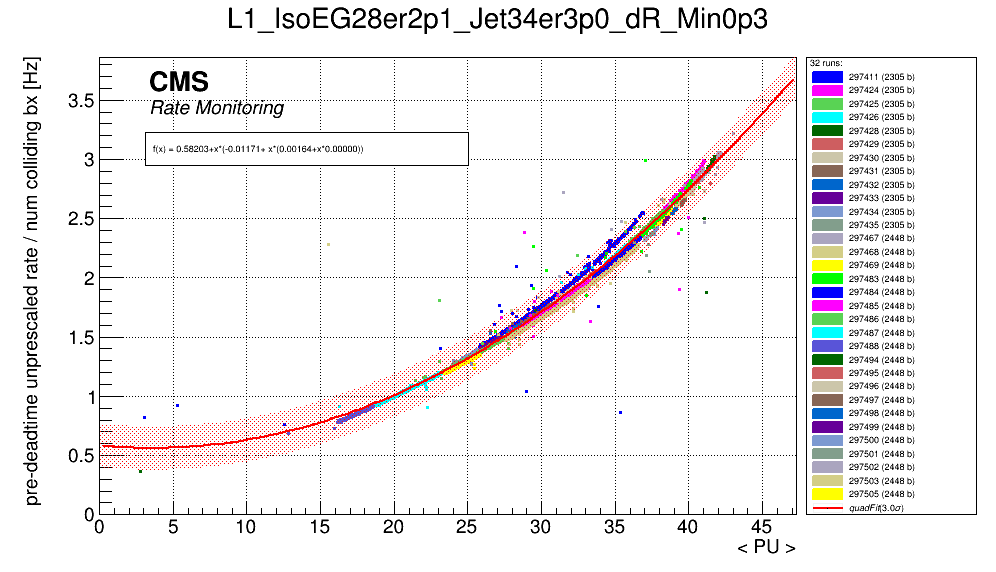 L1_IsoEG28er2p1_Jet34er3p0_dR_Min0p3
pre-deadtime unprescaled rate / num colliding bx [Hz]
CMS
Rate Monitoring
f(x) = 0.58203+x*(-0.01171+ x*(0.00164+x*0.00000))
3.5
3
2.5
2
1.5
1
0.5
0
0 5 10 15 20 25 30 35 40 45
< PU >
32 runs:
297411 (2305 b)
297424 (2305 b)
297425 (2305 b)
297426 (2305 b)
297428 (2305 b)
297429 (2305 b)
297430 (2305 b)
297431 (2305 b)
297432 (2305 b)
297433 (2305 b)
297434 (2305 b)
297435 (2305 b)
297467 (2448 b)
297468 (2448 b)
297469 (2448 b)
297483 (2448 b)
297484 (2448 b)
297485 (2448 b)
297486 (2448 b)
297487 (2448 b)
297488 (2448 b)
297494 (2448 b)
297495 (2448 b)
297496 (2448 b)
297497 (2448 b)
297498 (2448 b)
297499 (2448 b)
297500 (2448 b)
297501 (2448 b)
297502 (2448 b)
297503 (2448 b)
297505 (2448 b)
quadFit(3.0σ)